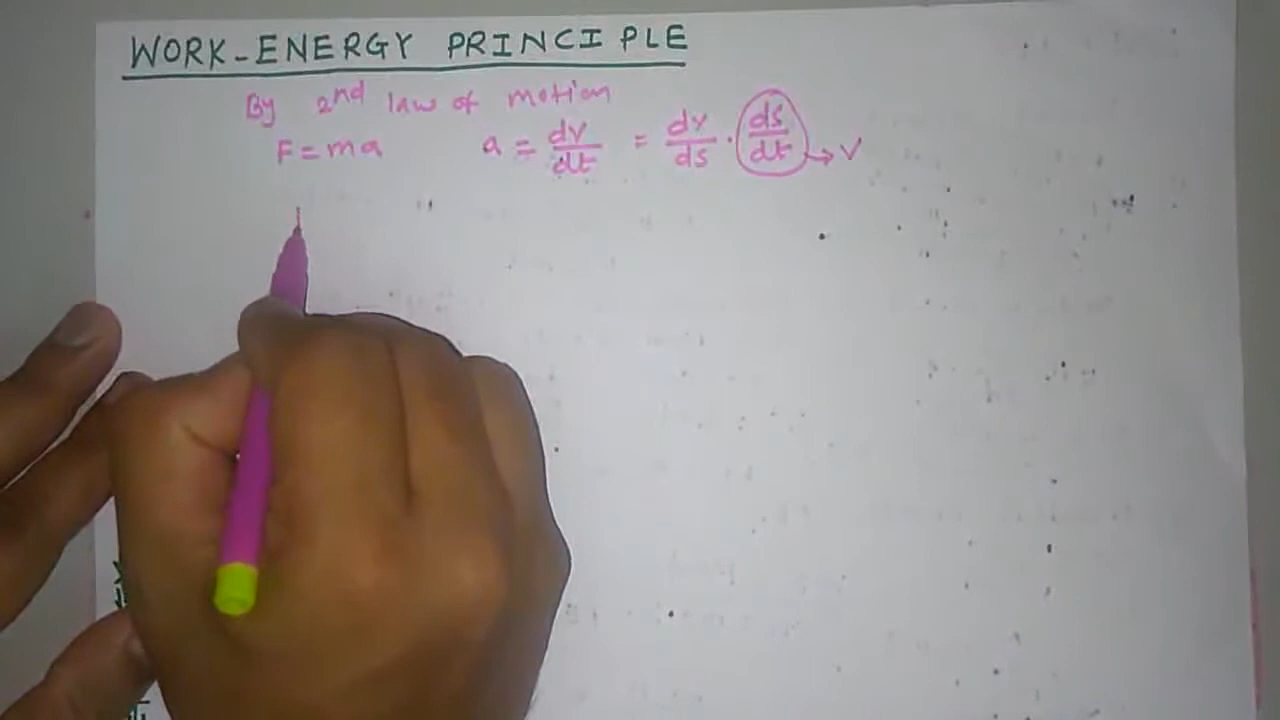 WORK-ENERGY PRINCIPLE
By 2nd law of motion
F = ma a = dv/dt = dv/ds · ds/dt → V